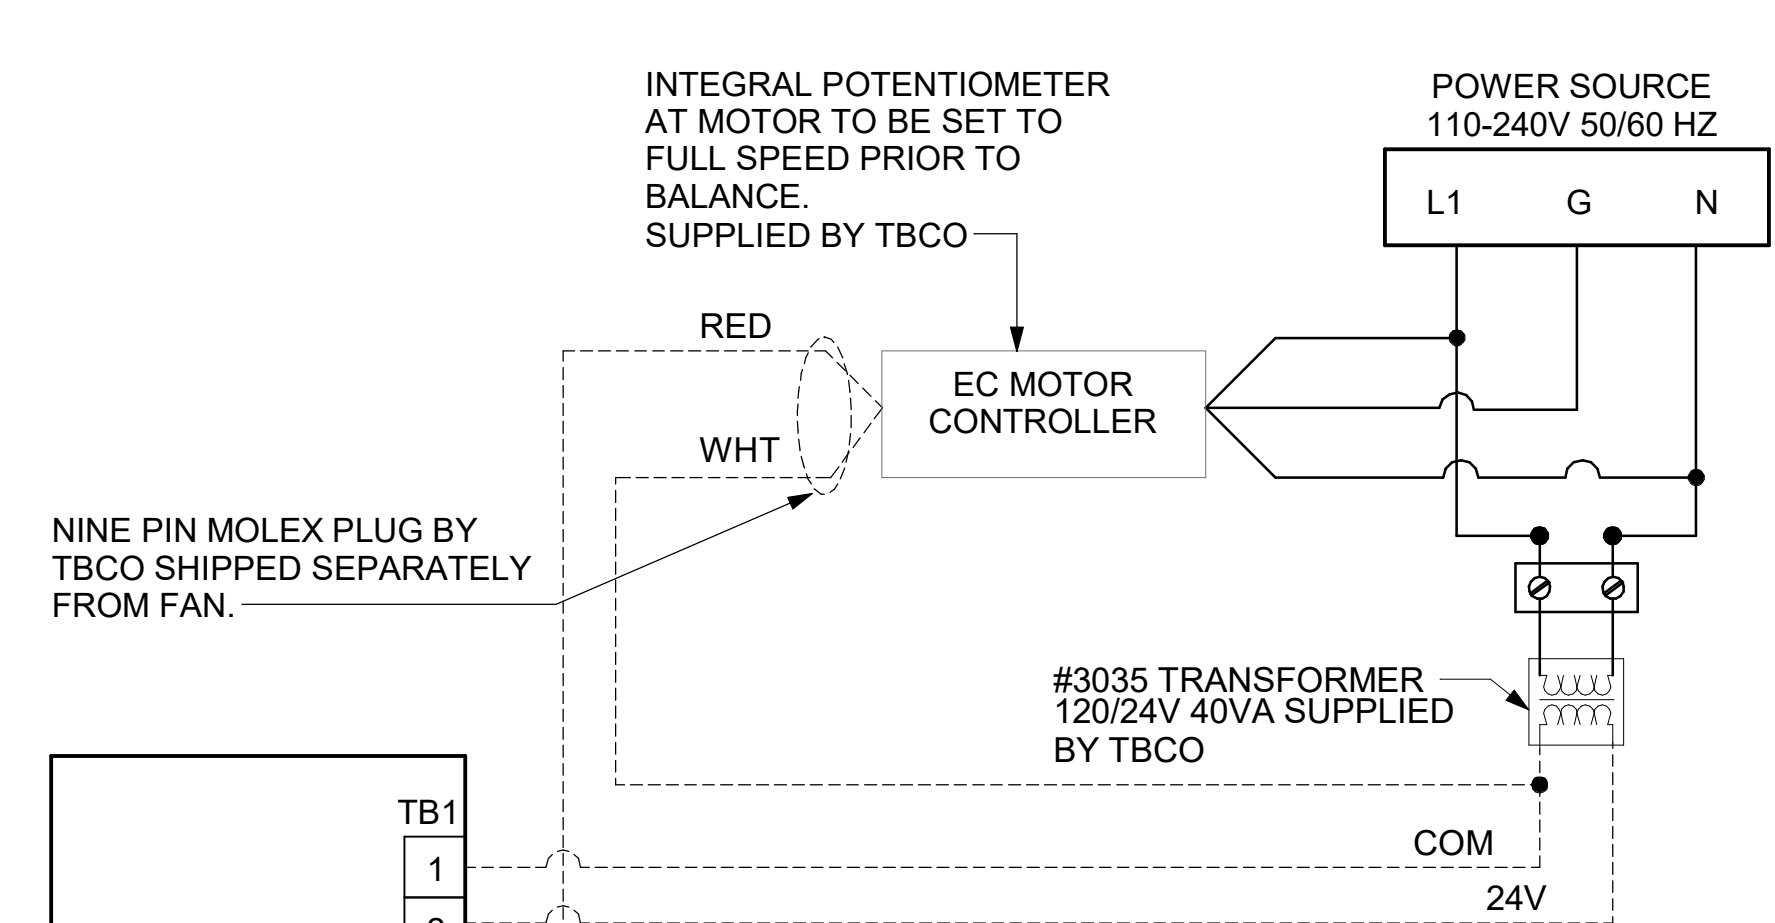 INTEGRAL POTENTIOMETER
AT MOTOR TO BE SET TO
FULL SPEED PRIOR TO
BALANCE.
SUPPLIED BY TBCO
POWER SOURCE
110-240V 50/60 HZ
L1 G N
RED
EC MOTOR
CONTROLLER
WHT
NINE PIN MOLEX PLUG BY
TBCO SHIPPED SEPARATELY
FROM FAN.
#3035 TRANSFORMER
120/24V 40VA SUPPLIED
BY TBCO
TB1
COM
1
24V